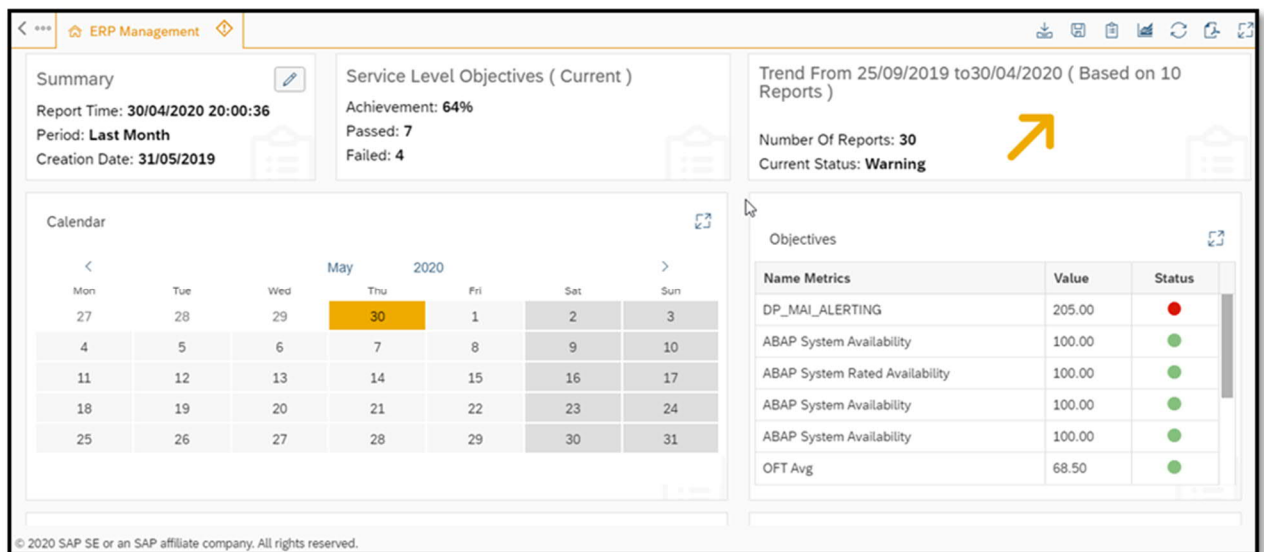 ERP Management
Summary
Report Time: 30/04/2020 20:00:36
Period: Last Month
Creation Date: 31/05/2019
Service Level Objectives ( Current )
Achievement: 64%
Passed: 7
Failed: 4
Trend From 25/09/2019 to30/04/2020 ( Based on 10
Reports )
Number Of Reports: 30
Current Status: Warning
Calendar
May 2020
Mon Tue Wed Thu Fri Sat Sun
27 28 29 30 1 2 3
4 5 6 7 8 9 10
11 12 13 14 15 16 17
18 19 20 21 22 23 24
25 26 27 28 29 30 31
Objectives
Name Metrics Value Status
DP_MAI_ALERTING 205.00
ABAP System Availability 100.00
ABAP System Rated Availability 100.00
ABAP System Availability 100.00
ABAP System Availability 100.00
OFT Avg 68.50
© 2020 SAP SE or an SAP affiliate company. All rights reserved.